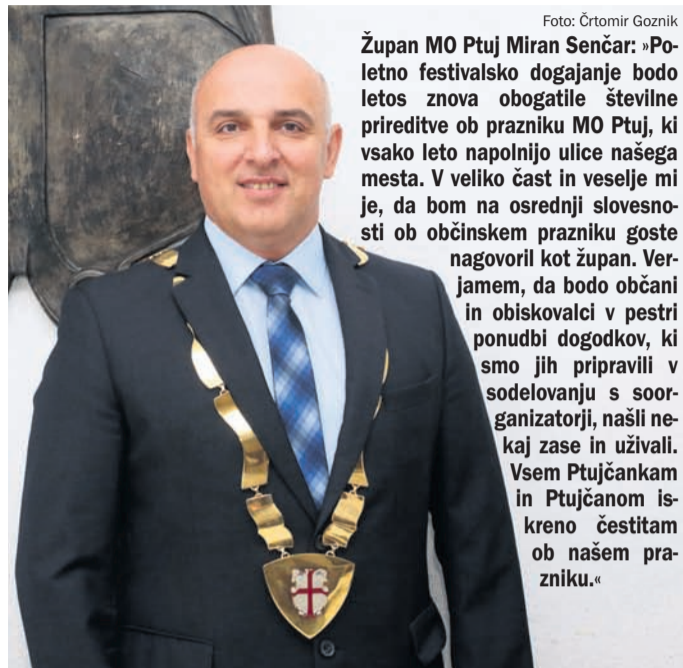 Foto: Črtomir Goznik
Župan MO Ptuj Miran Senčar: »Po-
letno festivalsko dogajanje bodo
letos znova obogatile številne
prireditve ob prazniku MO Ptuj, ki
vsako leto napolnijo ulice našega
mesta. V veliko čast in veselje mi
je, da bom na osrednji slovesno-
sti ob občinskem prazniku goste
nagovoril kot župan. Ver-
jamem, da bodo občani
in obiskovalci v pestri
ponudbi dogodkov, ki
smo jih pripravili v
sodelovanju s soor-
ganizatorji, našli ne-
kaj zase in uživali.
Vsem Ptujčankam
in Ptujčanom is-
kreno čestitam
ob našem pra-
zniku.«